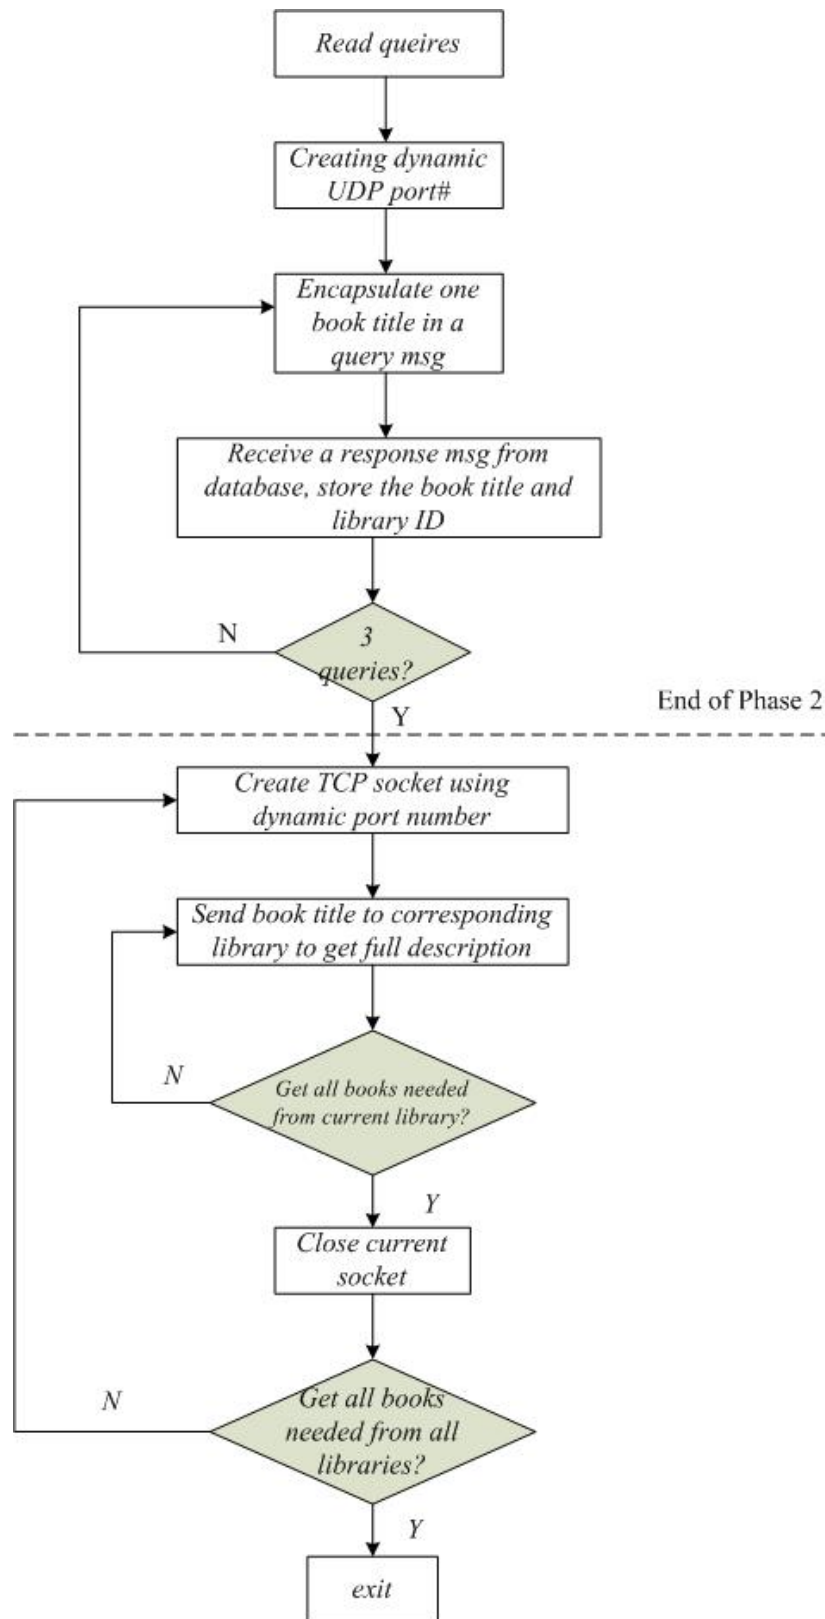 Read queires
Creating dynamic
UDP port#
Encapsulate one
book title in a
query msg
Receive a response msg from
database, store the book title and
library ID
3
queries?
N
Y
End of Phase 2
Create TCP socket using
dynamic port number
Send book title to corresponding
library to get full description
Get all books needed
from current library?
N
Y
Close current
socket
Get all books
needed from all
libraries?
N
Y
exit